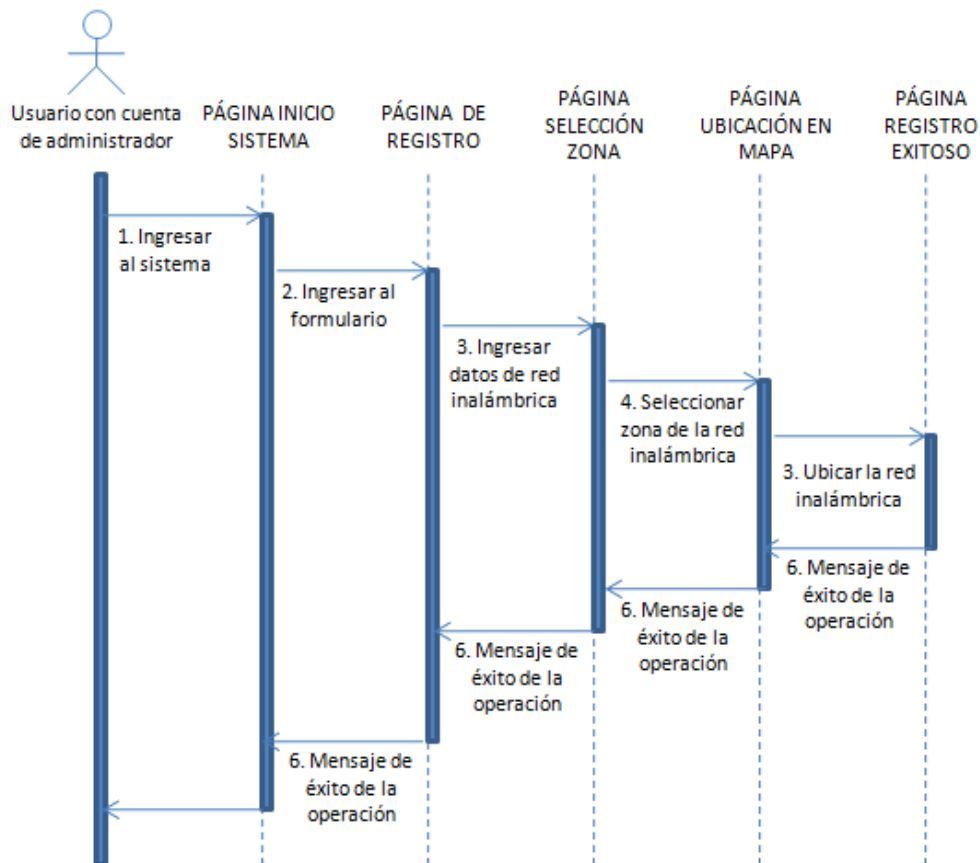 Usuario con cuenta
de administrador
PÁGINA INICIO
SISTEMA
PÁGINA DE
REGISTRO
PÁGINA
SELECCIÓN
ZONA
PÁGINA
UBICACIÓN EN
MAPA
PÁGINA
REGISTRO
EXITOSO
1. Ingresar
al sistema
2. Ingresar al
formulario
3. Ingresar
datos de red
inalámbrica
4. Seleccionar
zona de la red
inalámbrica
3. Ubicar la red
inalámbrica
6. Mensaje de
éxito de la
operación
6. Mensaje de
éxito de la
operación
6. Mensaje de
éxito de la
operación
6. Mensaje de
éxito de la
operación